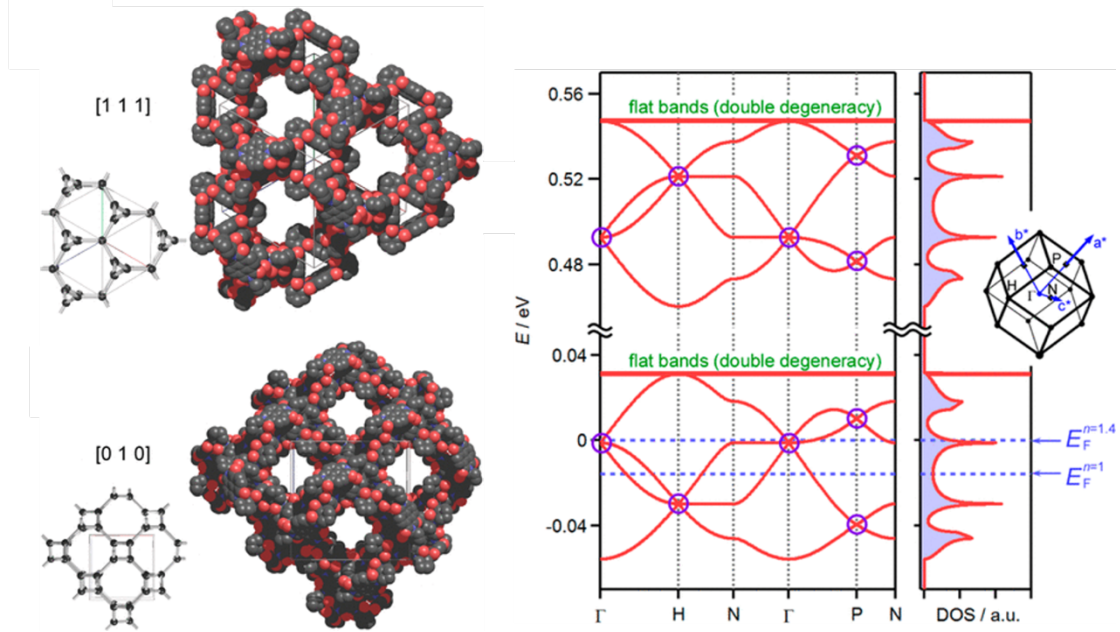 [1 1 1]
[0 1 0]
E / eV
0.56
0.52
0.48
0.04
0
-0.04
flat bands (double degeneracy)
flat bands (double degeneracy)
Γ H N Γ P N
DOS / a.u.
b*
a*
P
H
Γ
N
c*
E_F^{n=1.4}
E_F^{n=1}